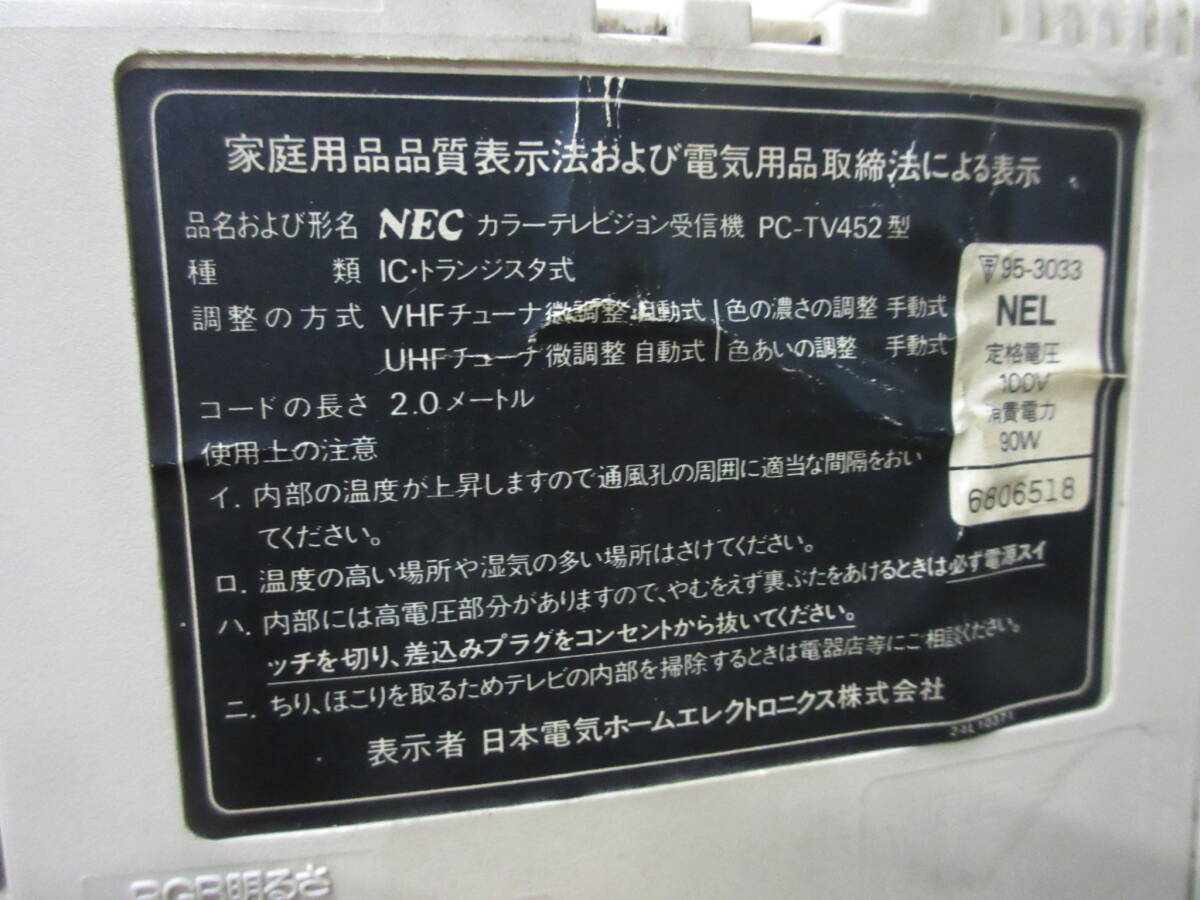 家庭用品品質表示法および電気用品取締法による表示
品名および形名 NEC カラーテレビジョン受信機 PC-TV452型
種類 IC・トランジスタ式
調整の方式 VHFチューナ微調整 自動式 色の濃さの調整 手動式
UHFチューナ微調整 自動式 色あいの調整 手動式
コードの長さ 2.0メートル
使用上の注意
イ. 内部の温度が上昇しますので通風孔の周囲に適当な間隔をおい
てください。
ロ. 温度の高い場所や湿気の多い場所はさけてください。
ハ. 内部には高電圧部分がありますので、やむをえず裏ぶたをあけるときは必ず電源スイ
ッチを切り、差込みプラグをコンセントから抜いてください。
ニ. ちり、ほこりを取るためテレビの内部を掃除するときは電器店等にご相談ください。
表示者 日本電気ホームエレクトロニクス株式会社
24L10371
95-3033
NEL
定格電圧
100V
消費電力
90W
6806518
RGB明るさ